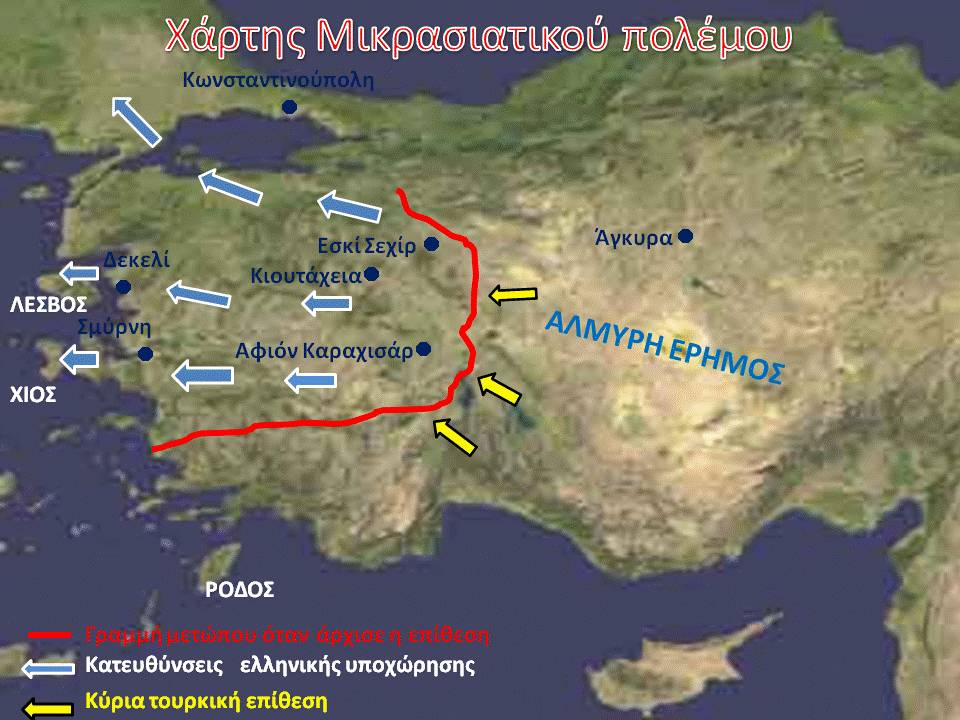 Χάρτης Μικρασιατικού πολέμου
Κωνσταντινούπολη
Εσκί Σεχίρ
Άγκυρα
Δεκελί
Κιουτάχεια
ΛΕΣΒΟΣ
Σμύρνη
ΑΛΜΥΡΗ ΕΡΗΜΟΣ
Αφιόν Καραχισάρ
ΧΙΟΣ
ΡΟΔΟΣ
Γραμμή μετώπου όταν άρχισε η επίθεση
Κατευθύνσεις ελληνικής υποχώρησης
Κύρια τουρκική επίθεση